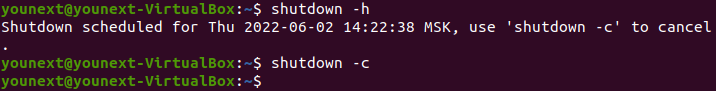 younext@younext-VirtualBox:~$ shutdown -h
Shutdown scheduled for Thu 2022-06-02 14:22:38 MSK, use 'shutdown -c' to cancel
.
younext@younext-VirtualBox:~$ shutdown -c
younext@younext-VirtualBox:~$